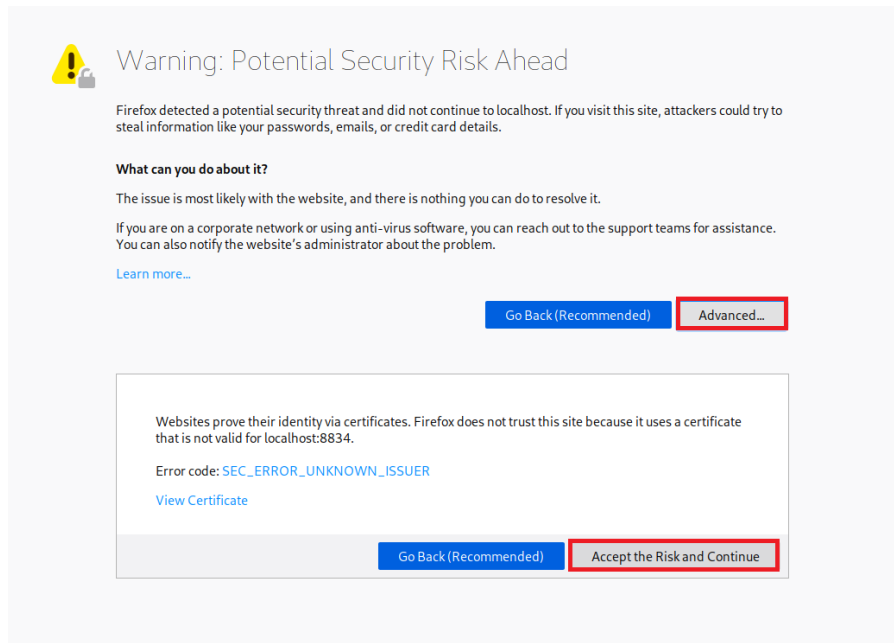 Warning: Potential Security Risk Ahead
Firefox detected a potential security threat and did not continue to localhost. If you visit this site, attackers could try to
steal information like your passwords, emails, or credit card details.
What can you do about it?
The issue is most likely with the website, and there is nothing you can do to resolve it.
If you are on a corporate network or using anti-virus software, you can reach out to the support teams for assistance.
You can also notify the website's administrator about the problem.
Learn more...
Go Back (Recommended) Advanced...
Websites prove their identity via certificates. Firefox does not trust this site because it uses a certificate
that is not valid for localhost:8834.
Error code: SEC_ERROR_UNKNOWN_ISSUER
View Certificate
Go Back (Recommended) Accept the Risk and Continue